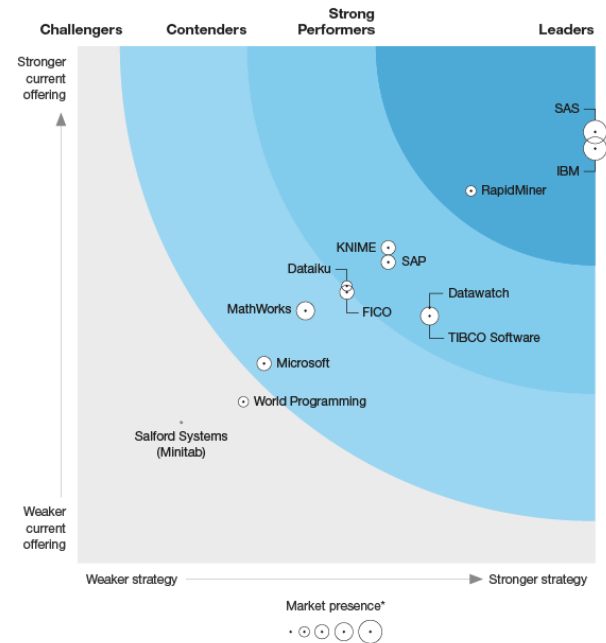 Challengers
Contenders
Strong
Performers
Leaders
Stronger
current
offering
SAS
IBM
RapidMiner
KNIME
SAP
Dataiku
Datawatch
MathWorks
FICO
TIBCO Software
Microsoft
World Programming
Salford Systems
(Minitab)
Weaker
current
offering
Weaker strategy
Stronger strategy
Market presence*